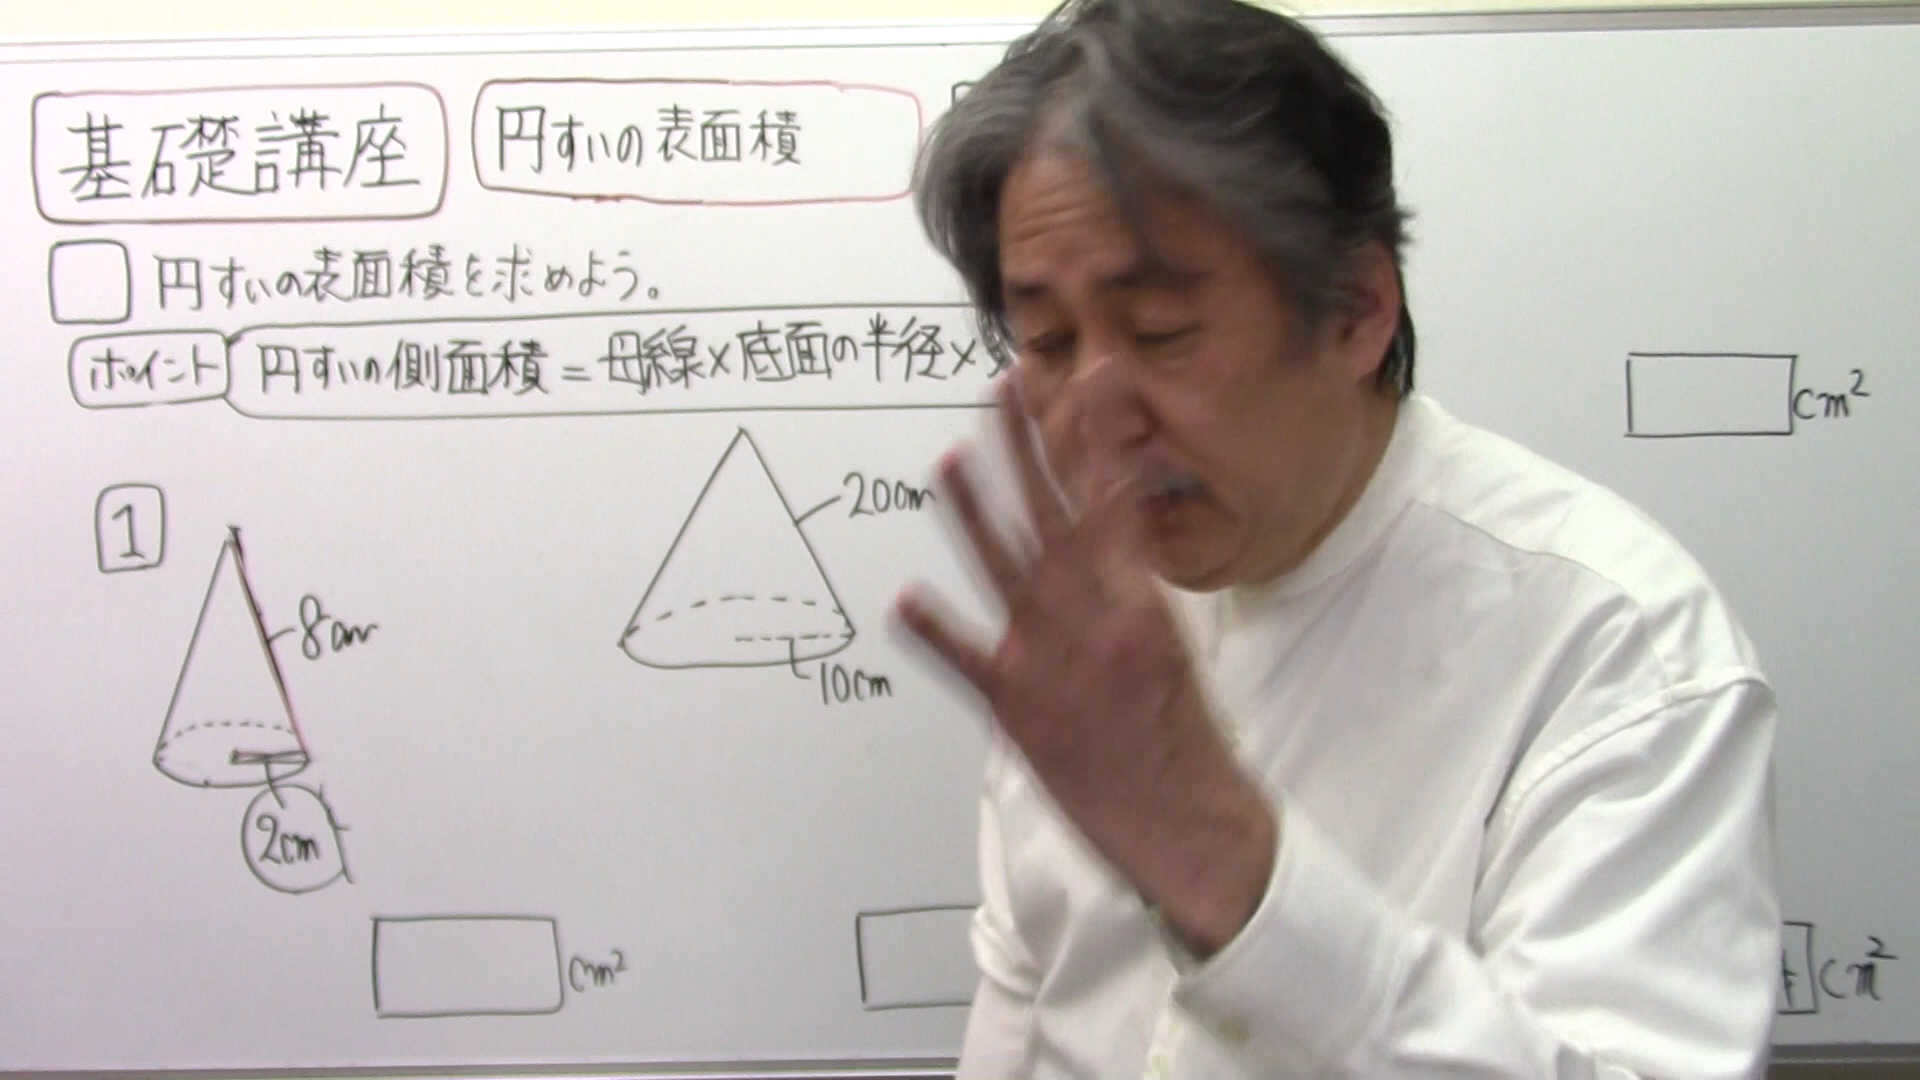 基礎講座
円すいの表面積
円すいの表面積を求めよう。
ポイント
円すいの側面積=母線×底面の半径×
1
8cm
2cm
cm²
20cm
10cm
cm²
cm²